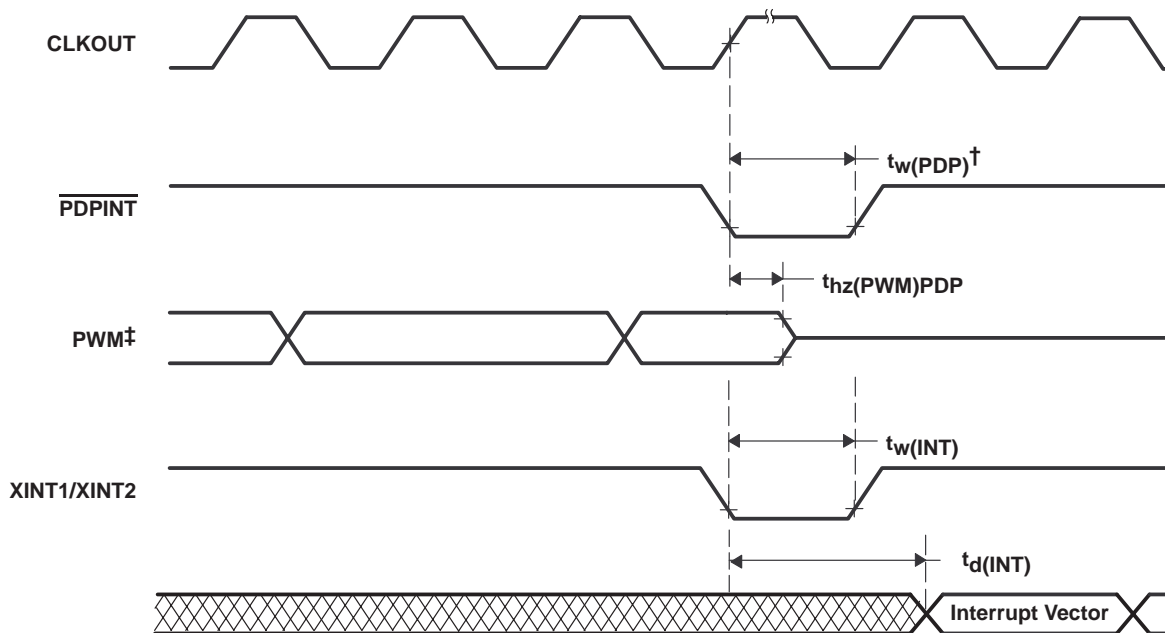 CLKOUT
tw(PDP)†
PDPINT
thz(PWM)PDP
PWM‡
tw(INT)
XINT1/XINT2
td(INT)
Interrupt Vector